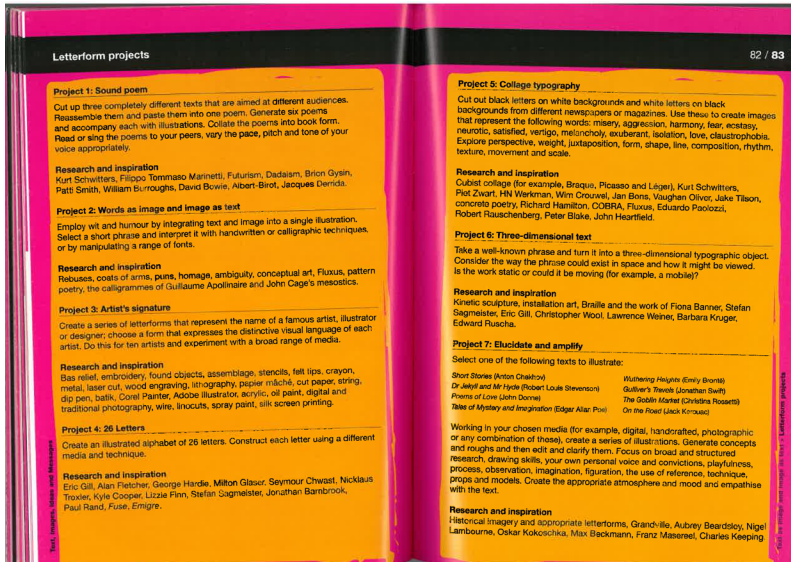 Letterform projects
82 / 83
Project 1: Sound poem
Cut up three completely different texts that are aimed at different audiences.
Reassemble them and paste them into one poem. Generate six poems
and accompany each with illustrations. Collate the poems into book form.
Read or sing the poems to your peers, vary the pace, pitch and tone of your
voice appropriately.
Research and inspiration
Kurt Schwitters, Filippo Tommaso Marinetti, Futurism, Dadaism, Brion Gysin,
Patti Smith, William Burroughs, David Bowie, Albert-Birot, Jacques Derrida.
Project 2: Words as image and image as text
Employ wit and humour by integrating text and image into a single illustration.
Select a short phrase and interpret it with handwritten or calligraphic techniques,
or by manipulating a range of fonts.
Research and inspiration
Rebuses, coats of arms, puns, homage, ambiguity, conceptual art, Fluxus, pattern
poetry, the calligrammes of Guillaume Apollinaire and John Cage's mesostics.
Project 3: Artist's signature
Create a series of letterforms that represent the name of a famous artist, illustrator
or designer; choose a form that expresses the distinctive visual language of each
artist. Do this for ten artists and experiment with a broad range of media.
Research and inspiration
Bas relief, embroidery, found objects, assemblage, stencils, felt tips, crayon,
metal, laser cut, wood engraving, lithography, papier mâché, cut paper, string,
dip pen, batik, Corel Painter, Adobe Illustrator, acrylic, oil paint, digital and
traditional photography, wire, linocuts, spray paint, silk screen printing.
Project 4: 26 Letters
Create an illustrated alphabet of 26 letters. Construct each letter using a different
media and technique.
Research and inspiration
Eric Gill, Alan Fletcher, George Hardie, Milton Glaser, Seymour Chwast, Nicklaus
Troxler, Kyle Cooper, Lizzie Finn, Stefan Sagmeister, Jonathan Barnbrook,
Paul Rand, Fuse, Emigre.
Text, images, ideas and messages
Project 5: Collage typography
Cut out black letters on white backgrounds and white letters on black
backgrounds from different newspapers or magazines. Use these to create images
that represent the following words: misery, aggression, harmony, fear, ecstasy,
neurotic, satisfied, vertigo, melancholy, exuberant, isolation, love, claustrophobia.
Explore perspective, weight, juxtaposition, form, shape, line, composition, rhythm,
texture, movement and scale.
Research and inspiration
Cubist collage (for example, Braque, Picasso and Léger), Kurt Schwitters,
Piet Zwart, HN Werkman, Wim Crouwel, Jan Bons, Vaughan Oliver, Jake Tilson,
concrete poetry, Richard Hamilton, COBRA, Fluxus, Eduardo Paolozzi,
Robert Rauschenberg, Peter Blake, John Heartfield.
Project 6: Three-dimensional text
Take a well-known phrase and turn it into a three-dimensional typographic object.
Consider the way the phrase could exist in space and how it might be viewed.
Is the work static or could it be moving (for example, a mobile)?
Research and inspiration
Kinetic sculpture, installation art, Braille and the work of Fiona Banner, Stefan
Sagmeister, Eric Gill, Christopher Wool, Lawrence Weiner, Barbara Kruger,
Edward Ruscha.
Project 7: Elucidate and amplify
Select one of the following texts to illustrate:
Short Stories (Anton Chekhov)
Dr Jekyll and Mr Hyde (Robert Louis Stevenson)
Poems of Love (John Donne)
Tales of Mystery and Imagination (Edgar Allan Poe)
Wuthering Heights (Emily Brontë)
Gulliver's Travels (Jonathan Swift)
The Goblin Market (Christina Rossetti)
On the Road (Jack Kerouac)
Working in your chosen media (for example, digital, handcrafted, photographic
or any combination of these), create a series of illustrations. Generate concepts
and roughs and then edit and clarify them. Focus on broad and structured
research, drawing skills, your own personal voice and convictions, playfulness,
process, observation, imagination, figuration, the use of reference, technique,
props and models. Create the appropriate atmosphere and mood and empathise
with the text.
Research and inspiration
Historical imagery and appropriate letterforms, Grandville, Aubrey Beardsley, Nigel
Lambourne, Oskar Kokoschka, Max Beckmann, Franz Masereel, Charles Keeping.
Text as image and image as text – Letterform projects